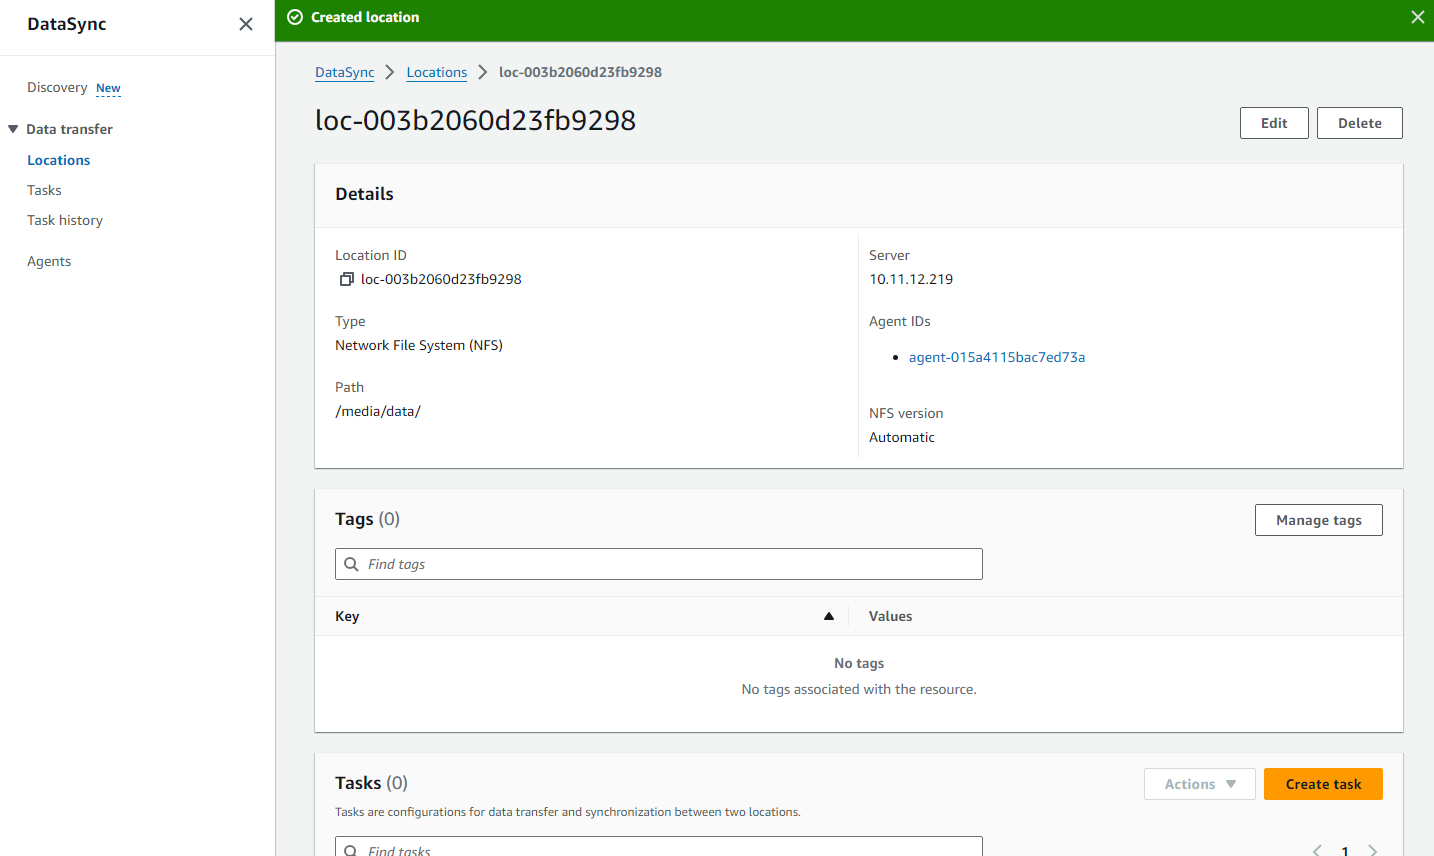 DataSync
Discovery New
Data transfer
Locations
Tasks
Task history
Agents
Created location
DataSync > Locations > loc-003b2060d23fb9298
loc-003b2060d23fb9298
Edit
Delete
Details
Location ID
loc-003b2060d23fb9298
Type
Network File System (NFS)
Path
/media/data/
Server
10.11.12.219
Agent IDs
• agent-015a4115bac7ed73a
NFS version
Automatic
Tags (0)
Manage tags
Find tags
Key
Values
No tags
No tags associated with the resource.
Tasks (0)
Actions
Create task
Tasks are configurations for data transfer and synchronization between two locations.
Find tasks
1